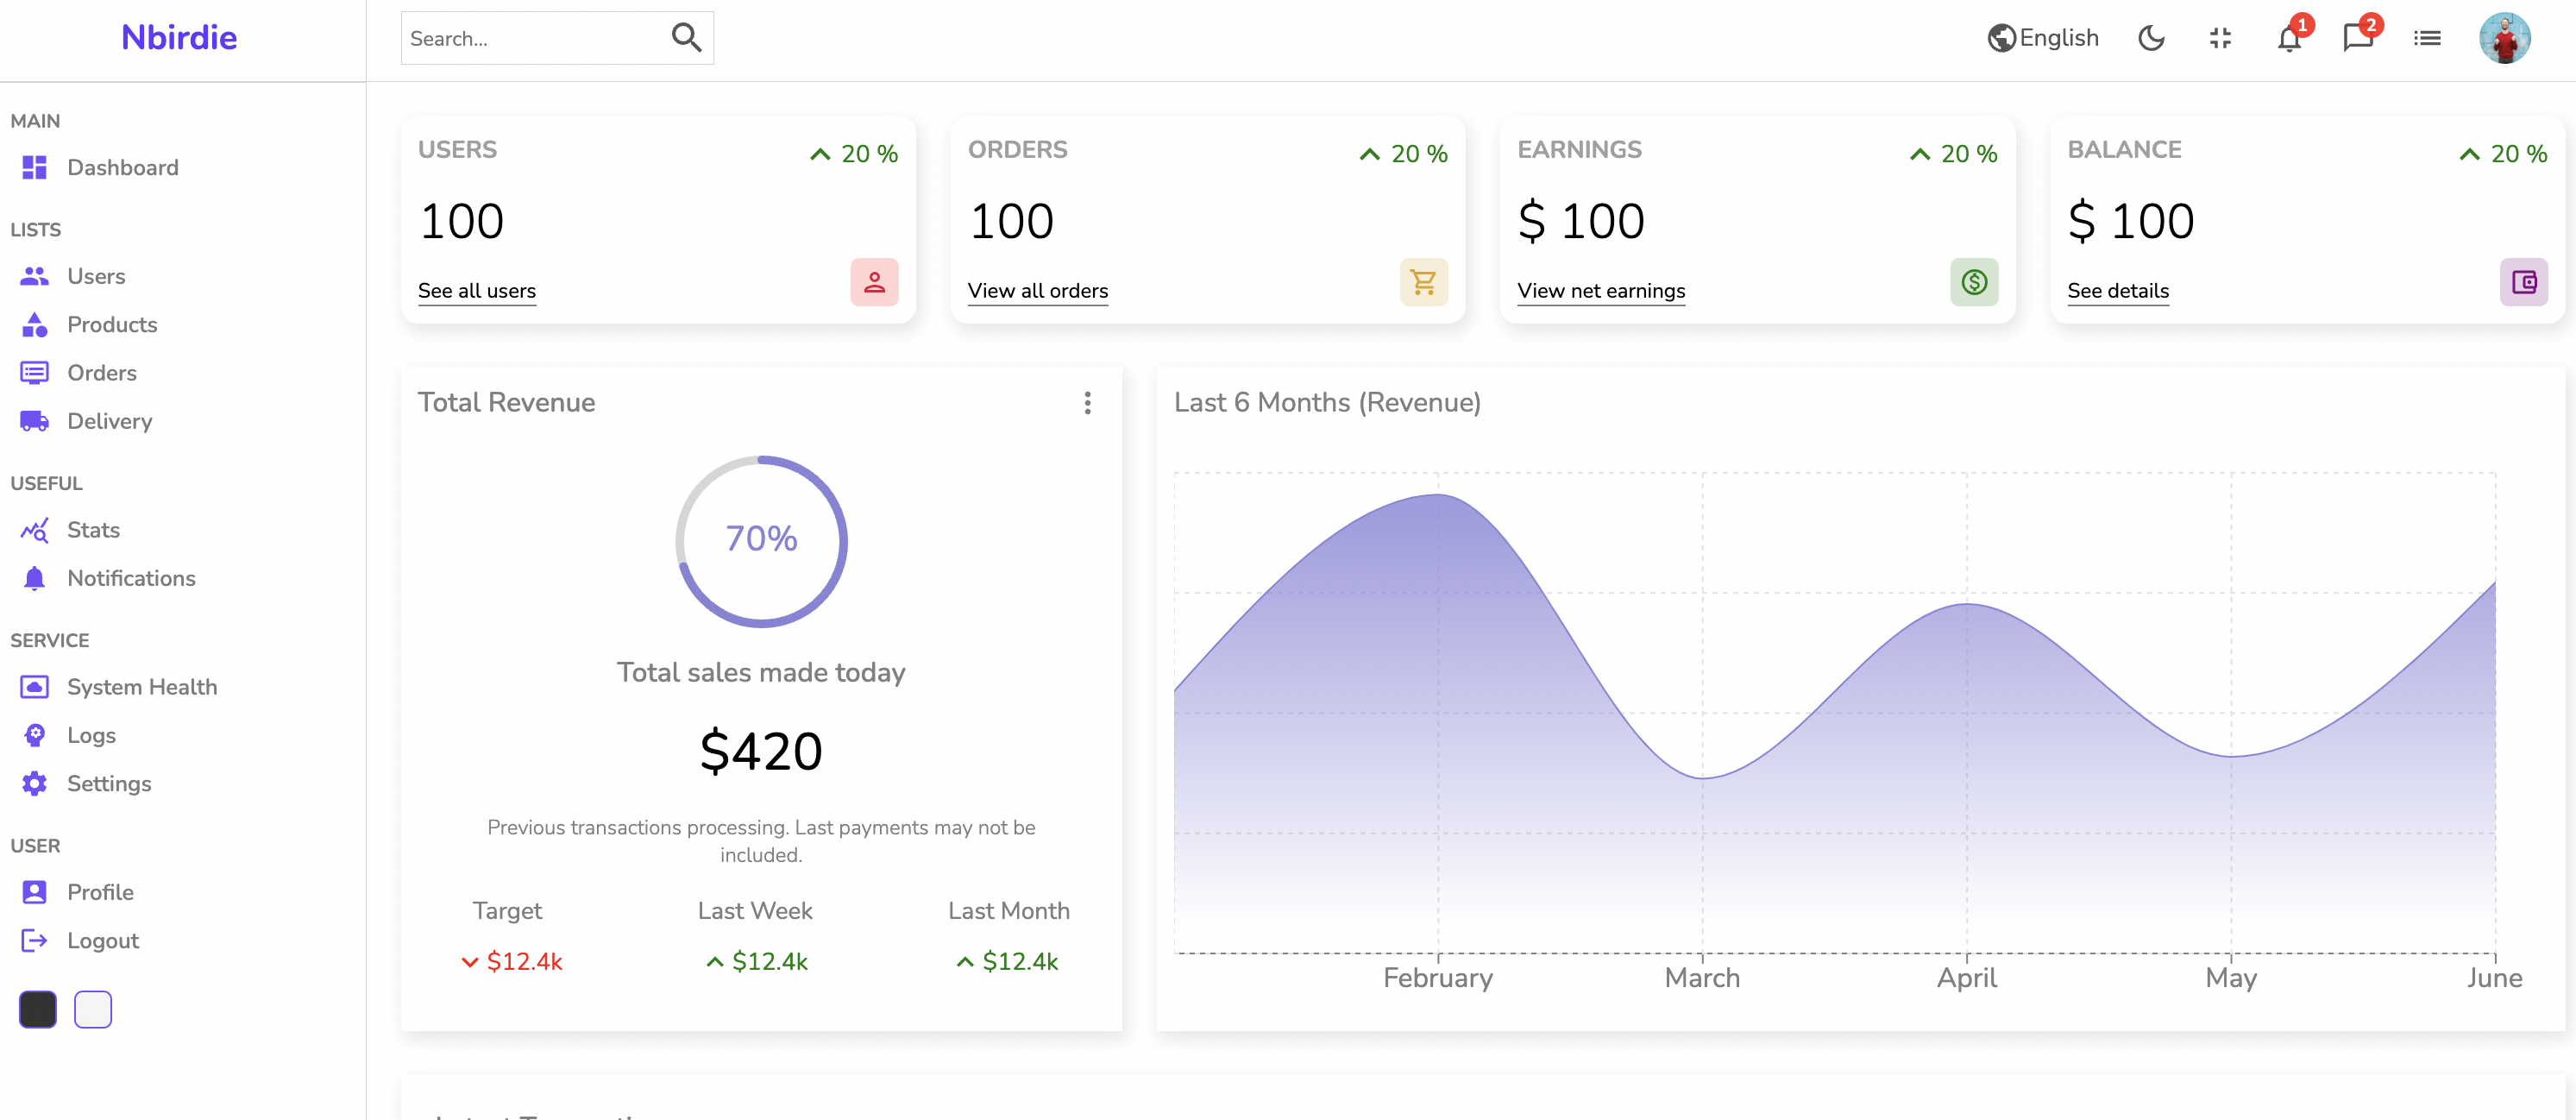 Nbirdie
Search...
English
1
2
MAIN
Dashboard
LISTS
Users
Products
Orders
Delivery
USEFUL
Stats
Notifications
SERVICE
System Health
Logs
Settings
USER
Profile
Logout
USERS
20 %
100
See all users
ORDERS
20 %
100
View all orders
EARNINGS
20 %
$ 100
View net earnings
BALANCE
20 %
$ 100
See details
Total Revenue
70%
Total sales made today
$420
Previous transactions processing. Last payments may not be
included.
Target
Last Week
Last Month
$12.4k
$12.4k
$12.4k
Last 6 Months (Revenue)
February
March
April
May
June